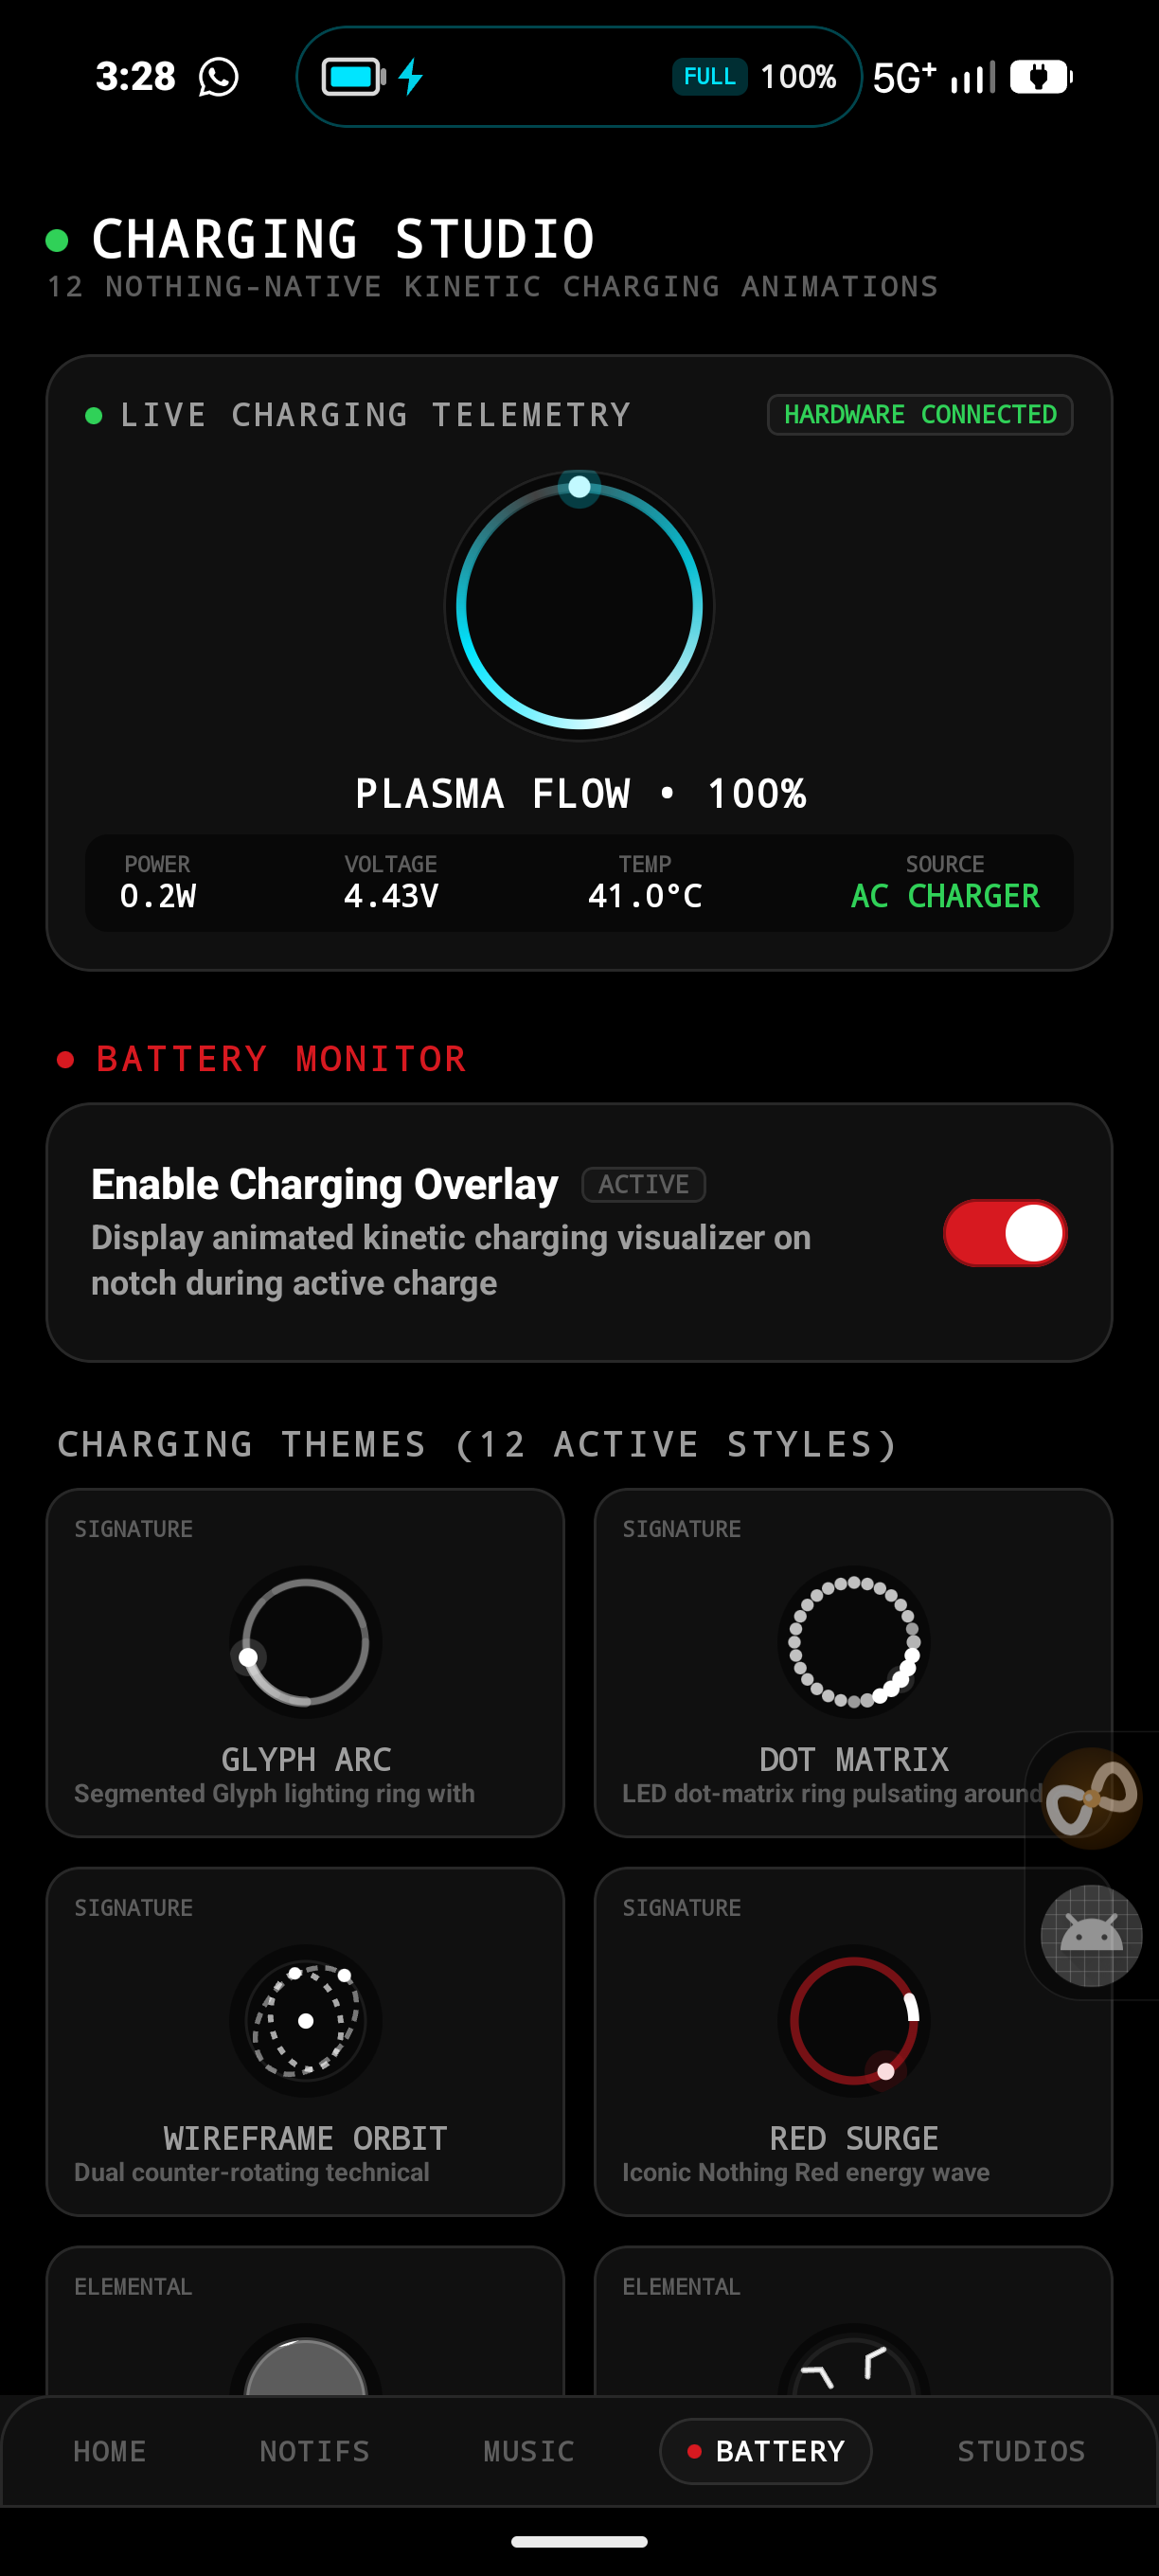 3:28
FULL 100% 5G+
CHARGING STUDIO
12 NOTHING-NATIVE KINETIC CHARGING ANIMATIONS
LIVE CHARGING TELEMETRY HARDWARE CONNECTED
PLASMA FLOW • 100%
POWER VOLTAGE TEMP SOURCE
0.2W 4.43V 41.0°C AC CHARGER
BATTERY MONITOR
Enable Charging Overlay ACTIVE
Display animated kinetic charging visualizer on
notch during active charge
CHARGING THEMES (12 ACTIVE STYLES)
SIGNATURE
GLYPH ARC
Segmented Glyph lighting ring with
SIGNATURE
DOT MATRIX
LED dot-matrix ring pulsating around
SIGNATURE
WIREFRAME ORBIT
Dual counter-rotating technical
SIGNATURE
RED SURGE
Iconic Nothing Red energy wave
ELEMENTAL
ELEMENTAL
HOME NOTIFS MUSIC BATTERY STUDIOS